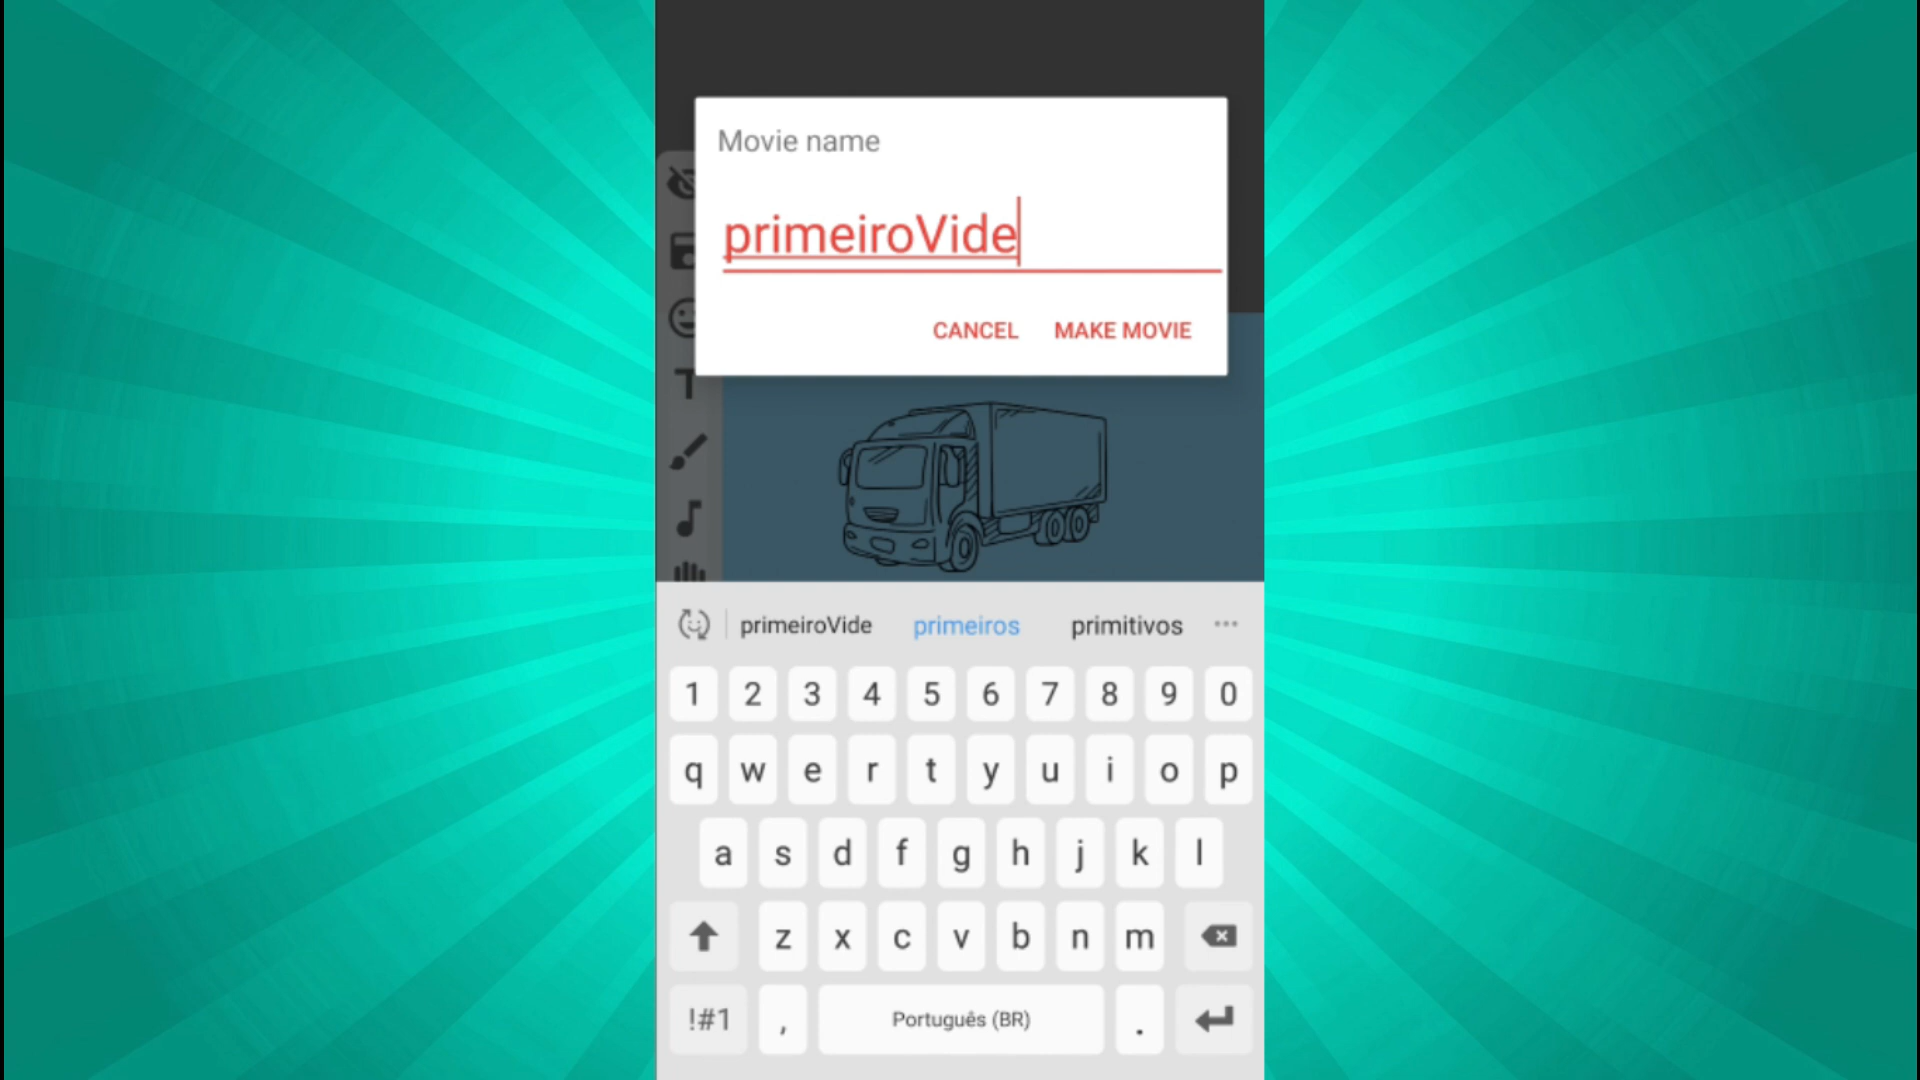 Movie name
primeiroVide
CANCEL MAKE MOVIE
T
primeiroVide primeiros primitivos ...
1 2 3 4 5 6 7 8 9 0
q w e r t y u i o p
a s d f g h j k l
z x c v b n m
!#1 , Português (BR) .